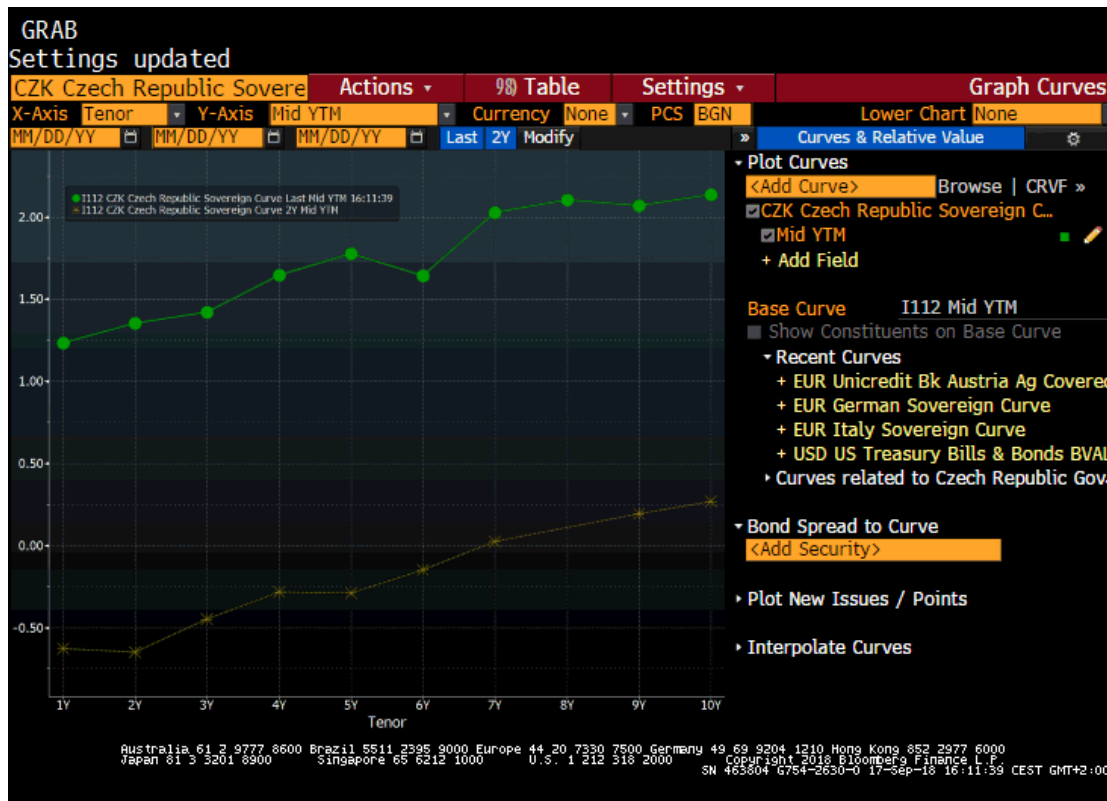 GRAB
Settings updated
CZK Czech Republic Sovere Actions 98) Table Settings Graph Curves
X-Axis Tenor Y-Axis Mid YTM Currency None PCS BGN Lower Chart None
MM/DD/YY MM/DD/YY MM/DD/YY Last 2Y Modify » Curves & Relative Value
Plot Curves
<Add Curve> Browse | CRVF »
CZK Czech Republic Sovereign C...
Mid YTM
+ Add Field
Base Curve I112 Mid YTM
Show Constituents on Base Curve
Recent Curves
+ EUR Unicredit Bk Austria Ag Covered
+ EUR German Sovereign Curve
+ EUR Italy Sovereign Curve
+ USD US Treasury Bills & Bonds BVAL
Curves related to Czech Republic Gov
Bond Spread to Curve
<Add Security>
Plot New Issues / Points
Interpolate Curves
I112 CZK Czech Republic Sovereign Curve Last Mid YTM 16:11:39
I112 CZK Czech Republic Sovereign Curve 2Y Mid YTM
2.00
1.50
1.00
0.50
0.00
-0.50
1Y 2Y 3Y 4Y 5Y 6Y 7Y 8Y 9Y 10Y
Tenor
Australia 61 2 9777 8600 Brazil 5511 2395 9000 Europe 44 20 7330 7500 Germany 49 69 9204 1210 Hong Kong 852 2977 6000
Japan 81 3 3201 8900 Singapore 65 6212 1000 U.S. 1 212 318 2000 Copyright 2018 Bloomberg Finance L.P.
SN 463804 G754-2630-0 17-Sep-18 16:11:39 CEST GMT+2:00